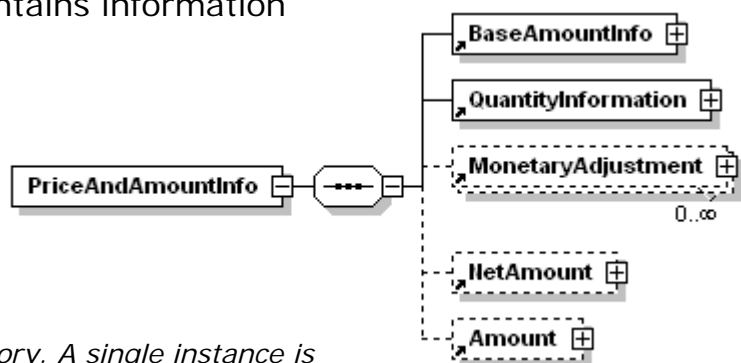 ntains information
BaseAmountInfo
QuantityInformation
PriceAndAmountInfo
MonetaryAdjustment
0..∞
NetAmount
Amount
ory. A single instance is